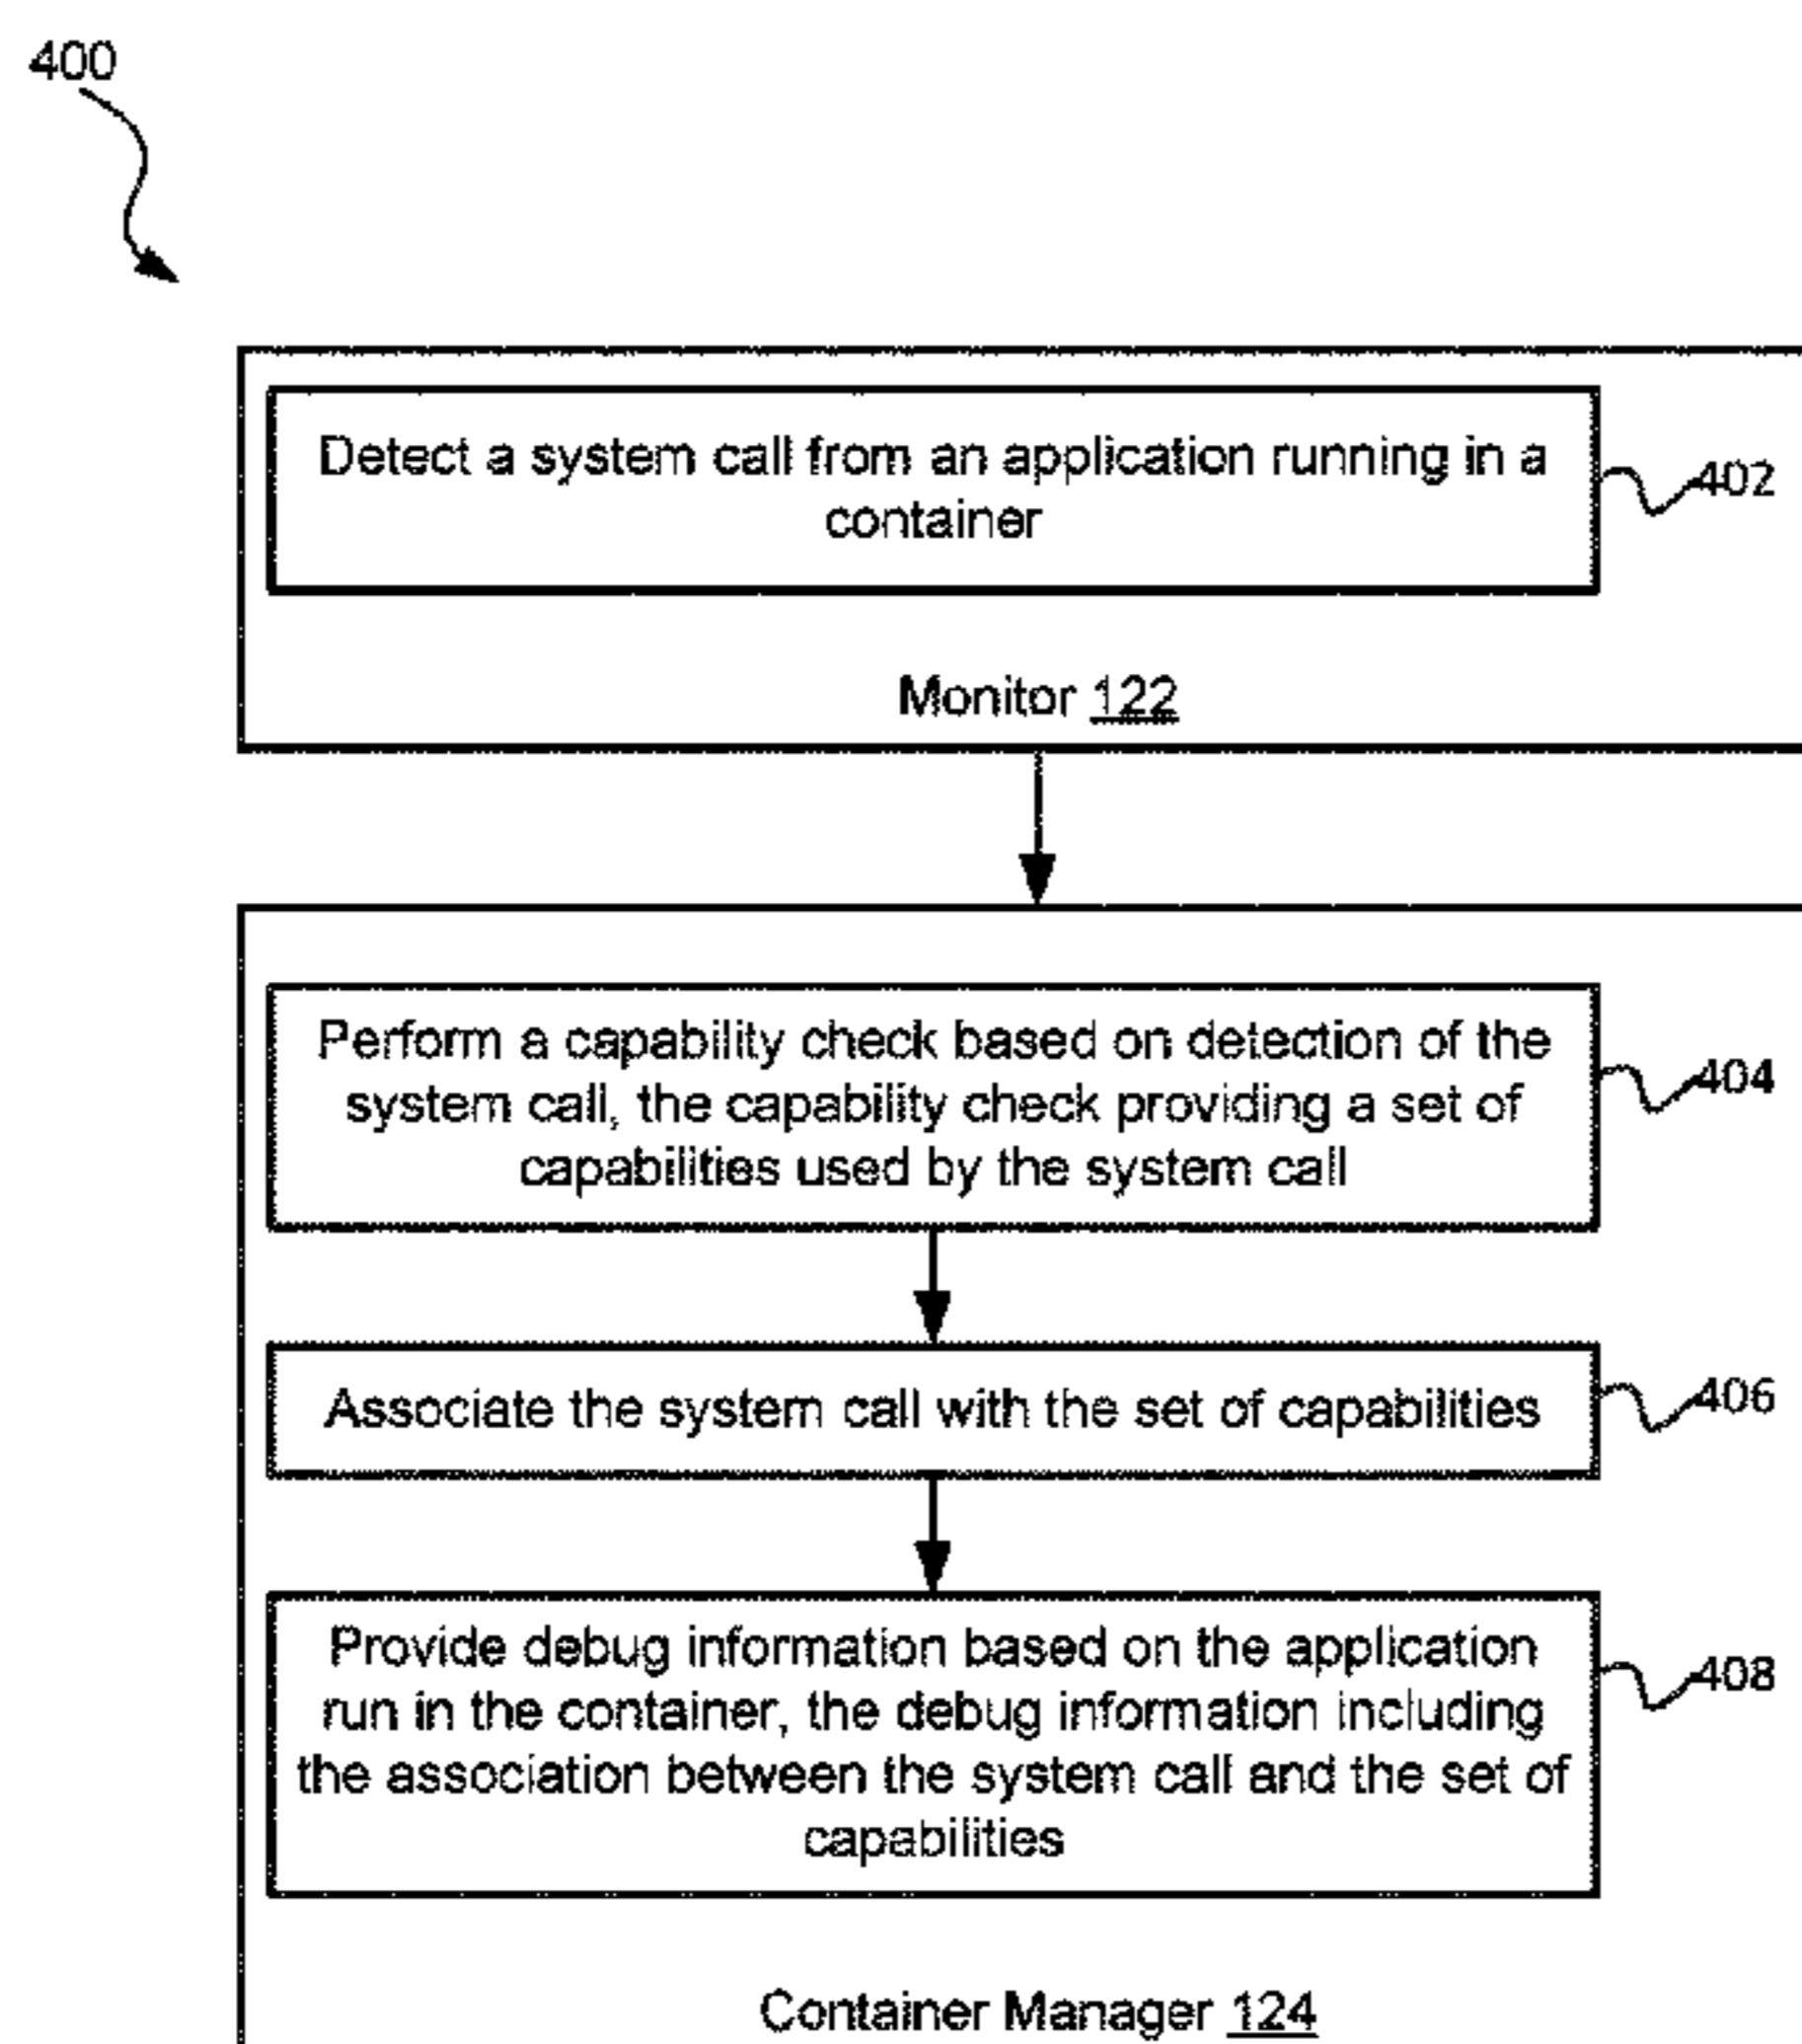 400
Detect a system call from an application running in a
container
402
Monitor 122
Perform a capability check based on detection of the
system call, the capability check providing a set of
capabilities used by the system call
404
Associate the system call with the set of capabilities
406
Provide debug information based on the application
run in the container, the debug information including
the association between the system call and the set of
capabilities
408
Container Manager 124